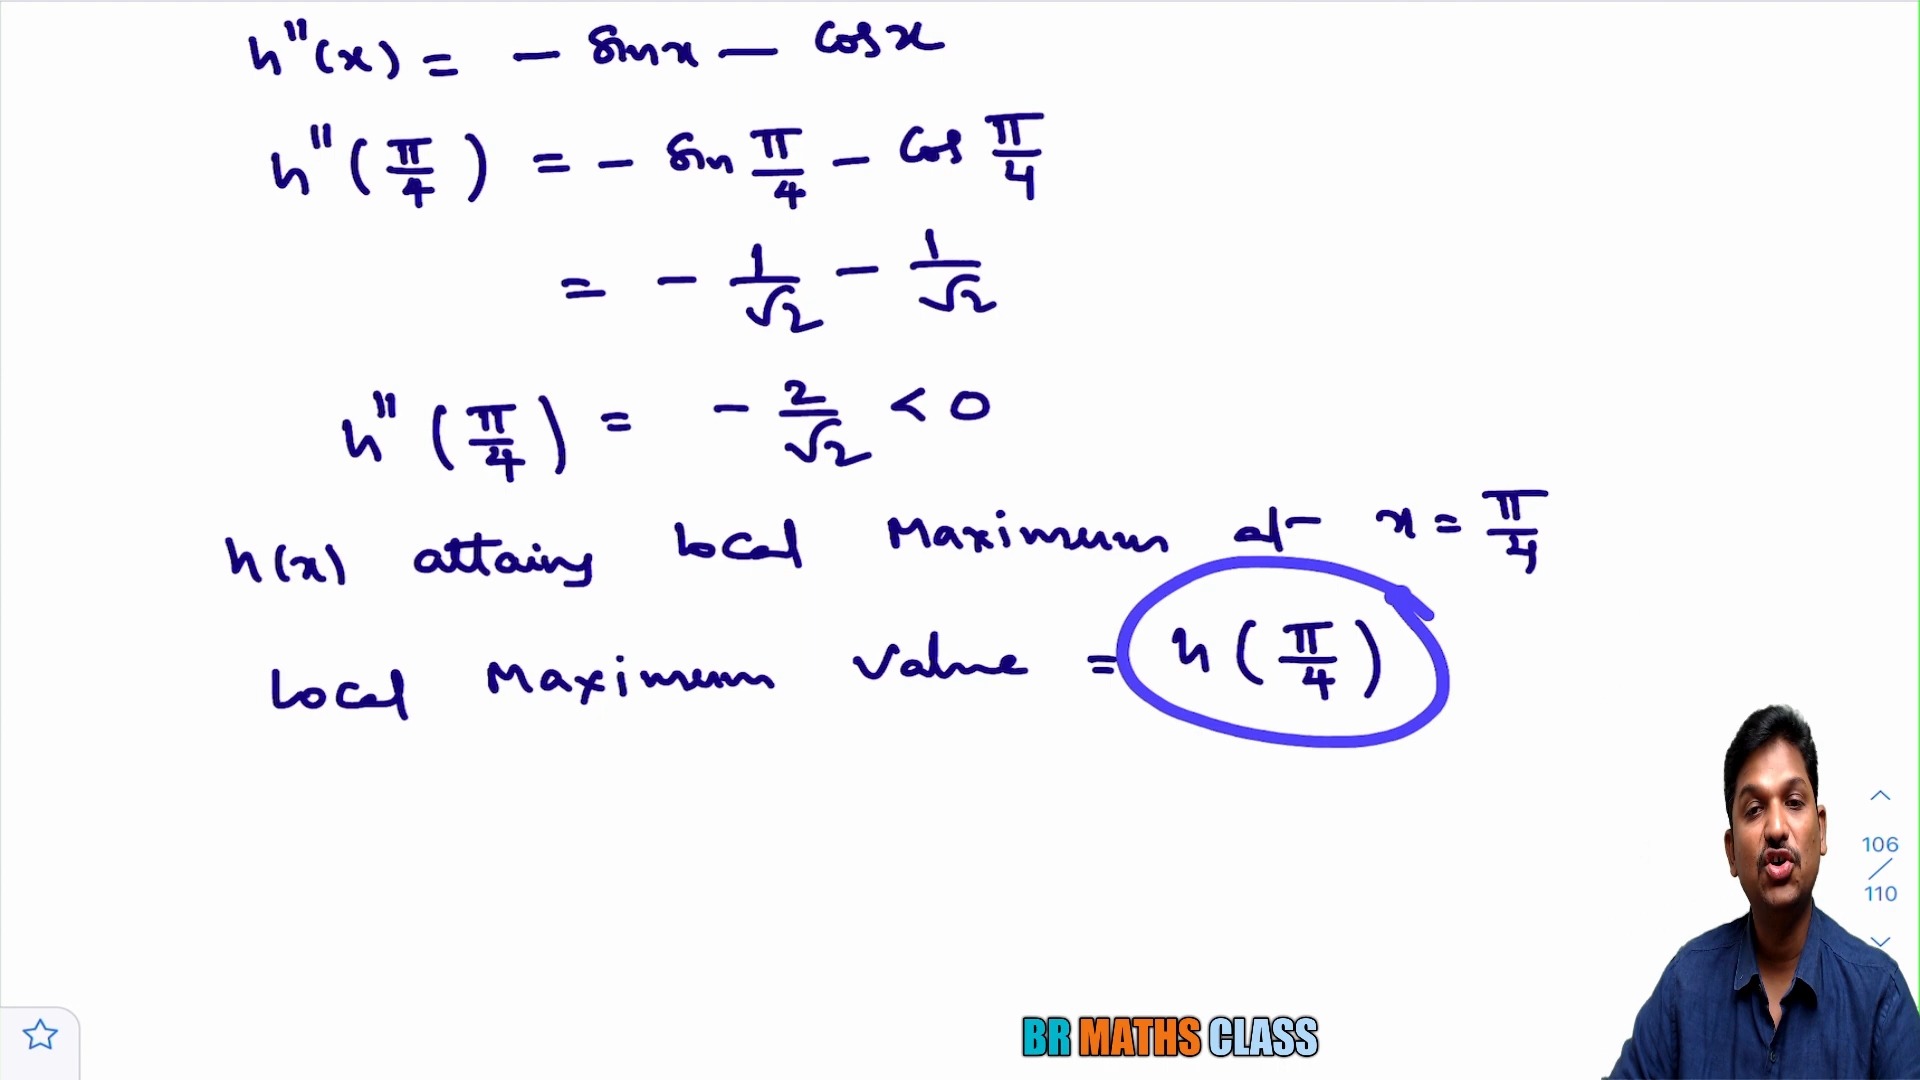 h''(x) = - sinx - cosx
h''(π/4) = - sin π/4 - cos π/4
= - 1/√2 - 1/√2
h''(π/4) = - 2/√2 < 0
h(x) attains local Maximum at x = π/4
Local Maximum value = h(π/4)
106
/
110
BR MATHS CLASS